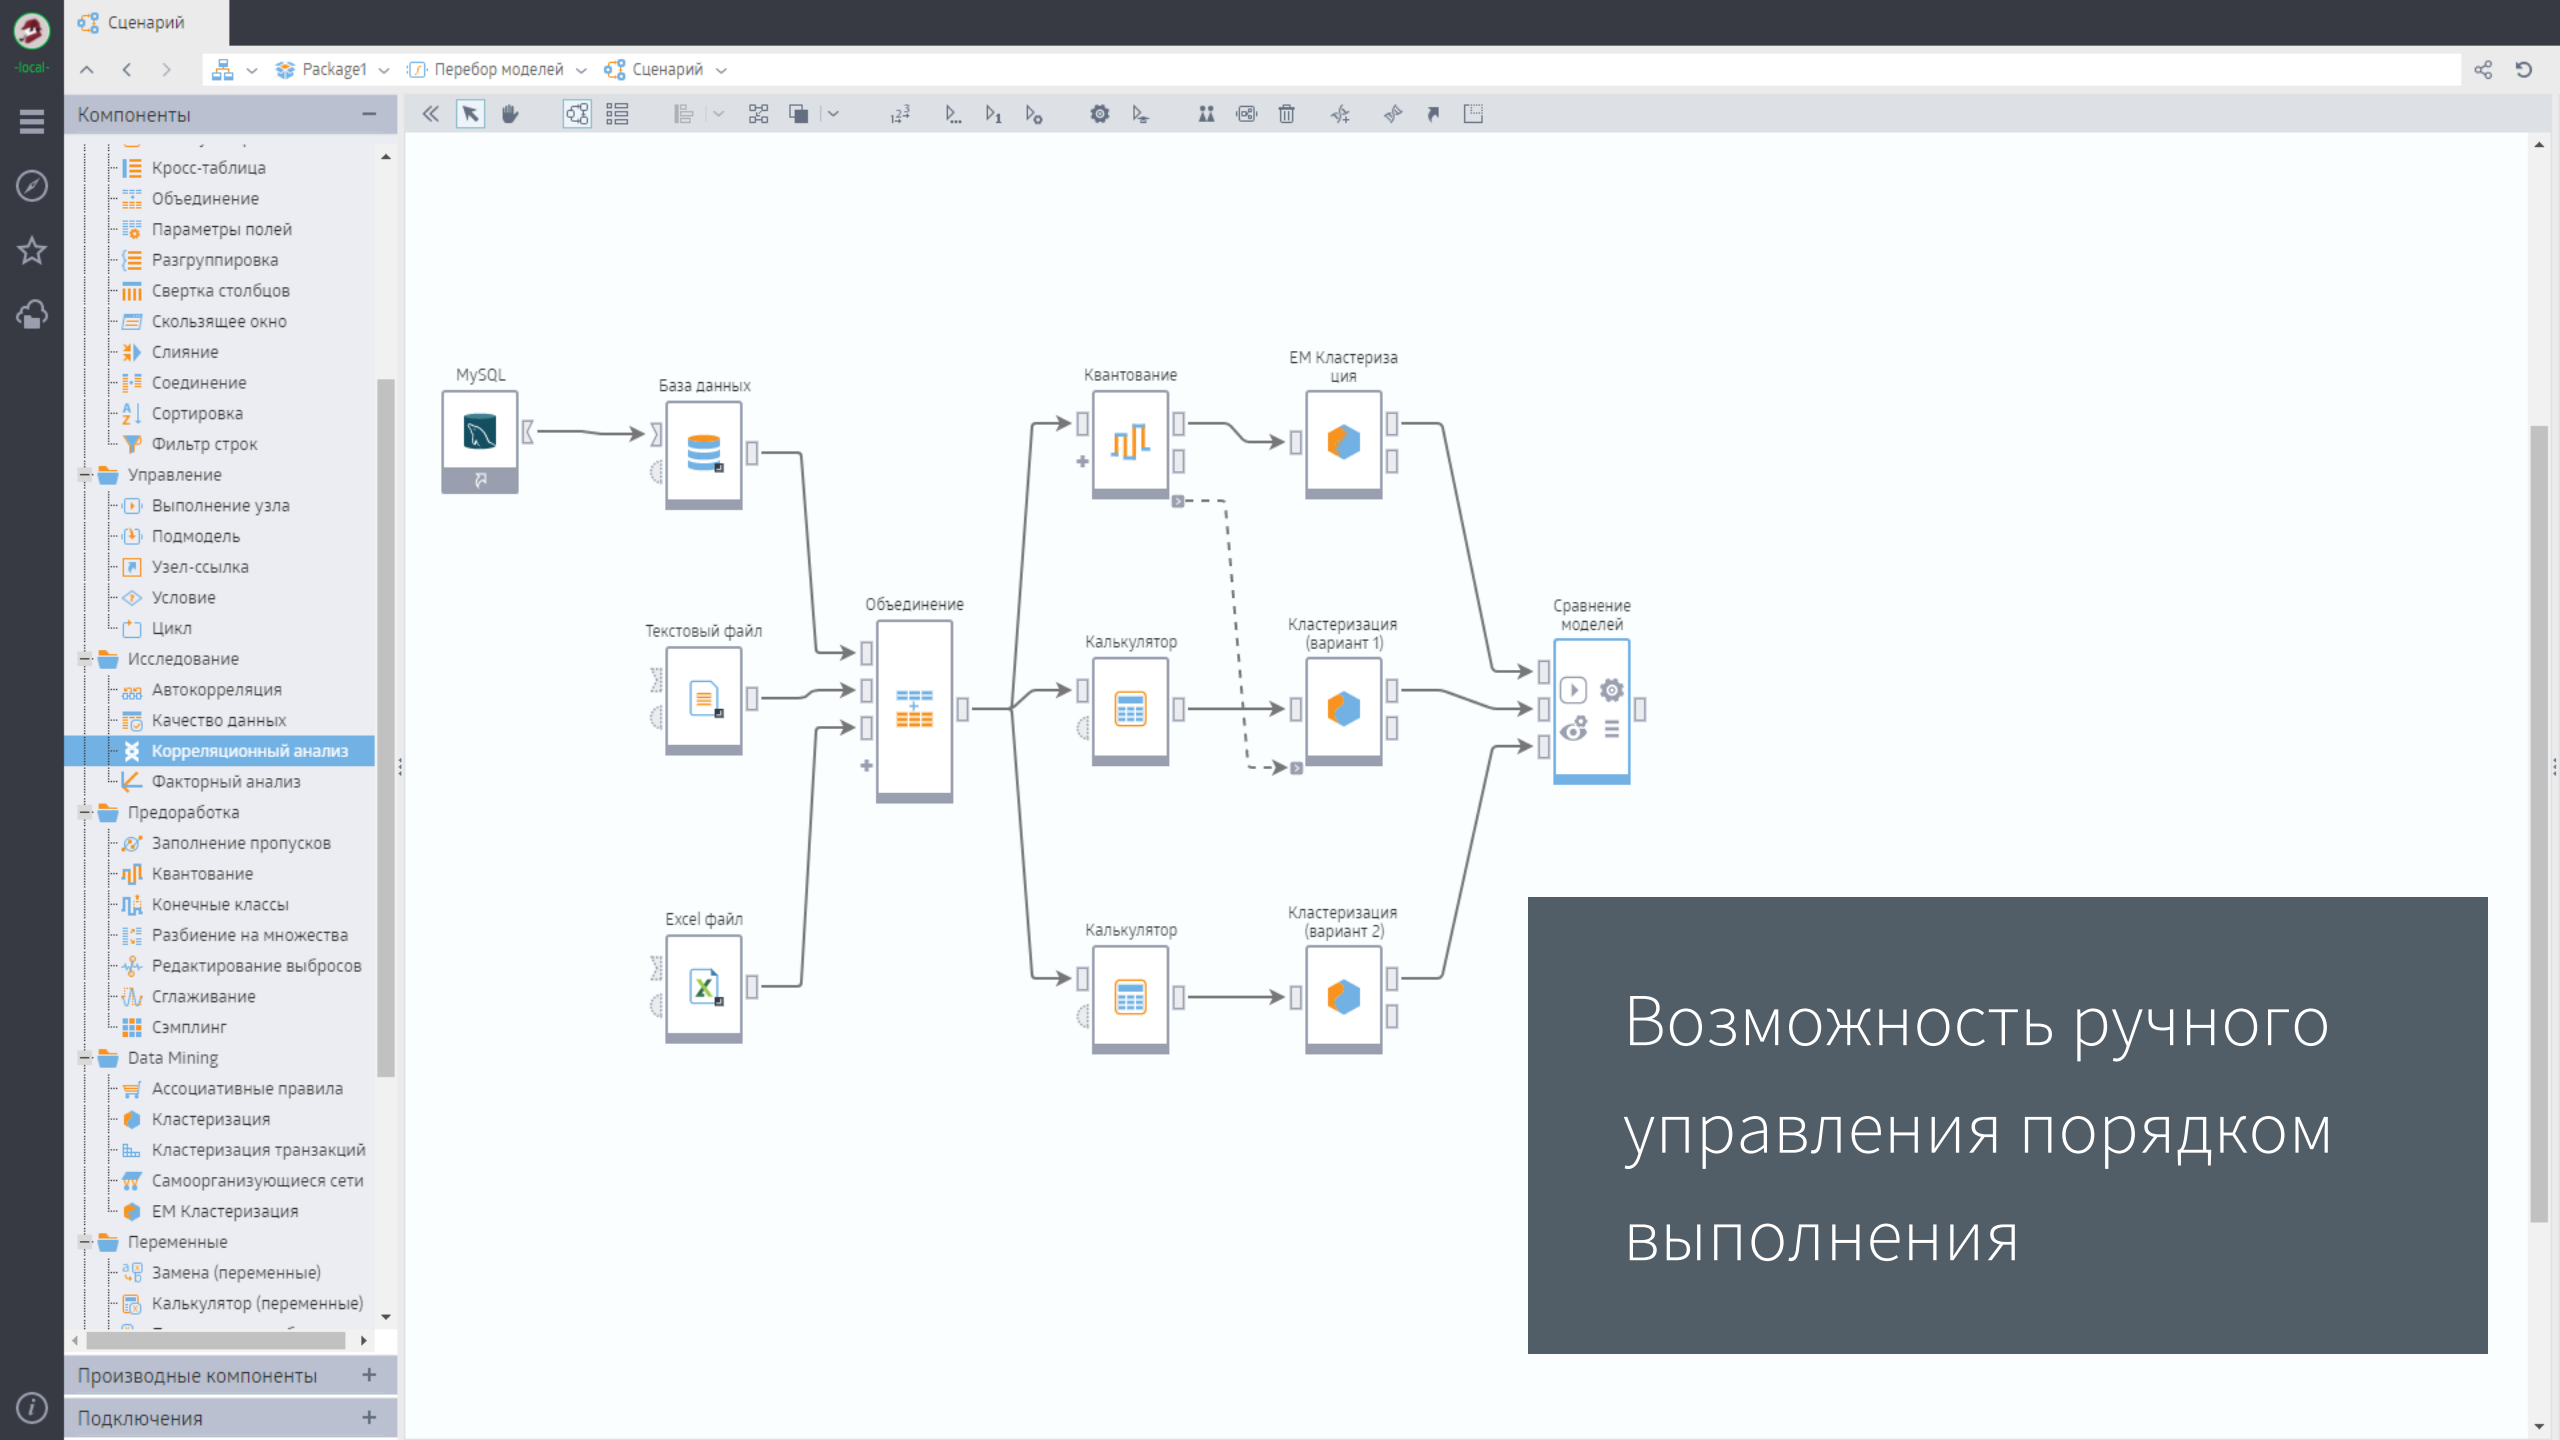 Сценарий
-local-
Package1
Перебор моделей
Сценарий
Компоненты
Кросс-таблица
Объединение
Параметры полей
Разгруппировка
Свертка столбцов
Скользящее окно
Слияние
Соединение
Сортировка
Фильтр строк
Управление
Выполнение узла
Подмодель
Узел-ссылка
Условие
Цикл
Исследование
Автокорреляция
Качество данных
Корреляционный анализ
Факторный анализ
Предоработка
Заполнение пропусков
Квантование
Конечные классы
Разбиение на множества
Редактирование выбросов
Сглаживание
Сэмплинг
Data Mining
Ассоциативные правила
Кластеризация
Кластеризация транзакций
Самоорганизующиеся сети
EM Кластеризация
Переменные
Замена (переменные)
Калькулятор (переменные)
Производные компоненты
Подключения
MySQL
База данных
Текстовый файл
Excel файл
Объединение
Квантование
Калькулятор
Калькулятор
EM Кластериза
ция
Кластеризация
(вариант 1)
Кластеризация
(вариант 2)
Сравнение
моделей
Возможность ручного
управления порядком
выполнения